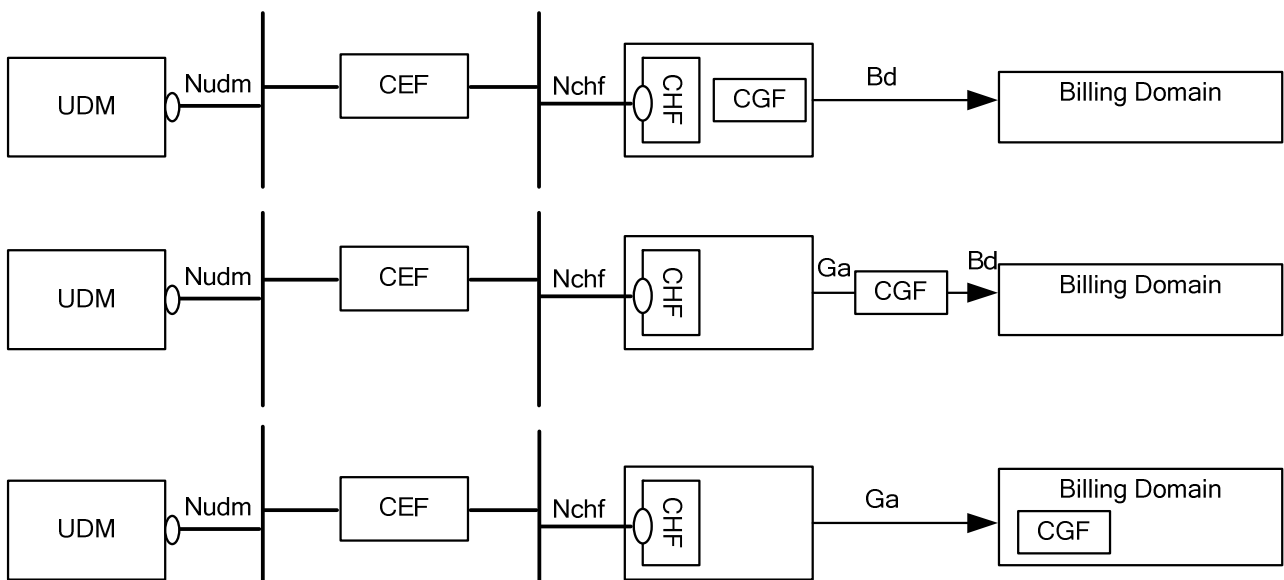 UDM
Nudm
CEF
Nchf
CHF
CGF
Bd
Billing Domain
UDM
Nudm
CEF
Nchf
CHF
Ga
CGF
Bd
Billing Domain
UDM
Nudm
CEF
Nchf
CHF
Ga
Billing Domain
CGF